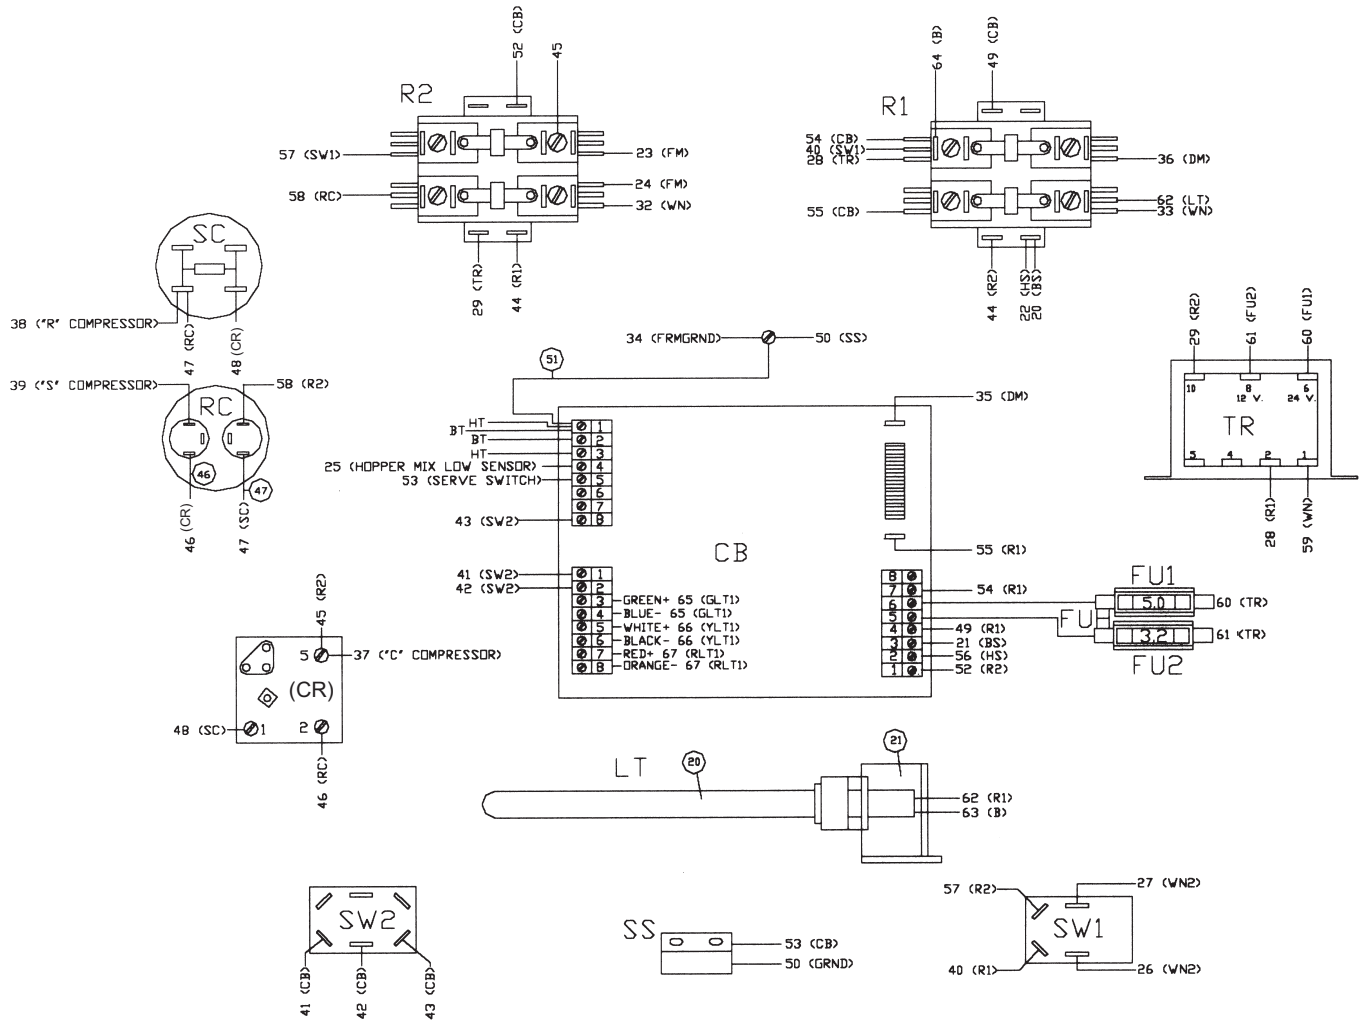 52 (CB)
45
R2
57 (SW1)
23 (FM)
24 (FM)
58 (RC)
32 (WN)
29 (TR)
44 (R1)
64 (B)
49 (CB)
R1
54 (CB)
40 (SW1)
28 (TR)
36 (DM)
62 (LT)
33 (WN)
55 (CB)
44 (R2)
22 (HS)
20 (BS)
SC
38 ("R" COMPRESSOR)
47 (RC)
48 (CR)
39 ("S" COMPRESSOR)
58 (R2)
RC
46
47
46 (CR)
47 (SC)
34 (FRMGRND)
50 (SS)
51
35 (DM)
HT
BT
BT
HT
25 (HOPPER MIX LOW SENSOR)
53 (SERVE SWITCH)
43 (SW2)
1
2
3
4
5
6
7
8
CB
55 (R1)
41 (SW2)
42 (SW2)
1
2
3 GREEN+ 65 (GLT1)
4 BLUE- 65 (GLT1)
5 WHITE+ 66 (YLT1)
6 BLACK- 66 (YLT1)
7 RED+ 67 (RLT1)
8 ORANGE- 67 (RLT1)
8
7 54 (R1)
6
5
4 49 (R1)
3 21 (BS)
2 56 (HS)
1 52 (R2)
29 (R2)
61 (FU2)
60 (FU1)
10
8
6
12 V.
24 V.
TR
5
4
2
1
28 (R1)
59 (WN)
FU1
5.0
60 (TR)
FU
3.2
61 (TR)
FU2
45 (R2)
5
37 ("C" COMPRESSOR)
(CR)
48 (SC)
1
2
46 (RC)
LT
20
21
62 (R1)
63 (B)
SW2
41 (CB)
42 (CB)
43 (CB)
SS
53 (CB)
50 (GRND)
57 (R2)
27 (WN2)
SW1
40 (R1)
26 (WN2)